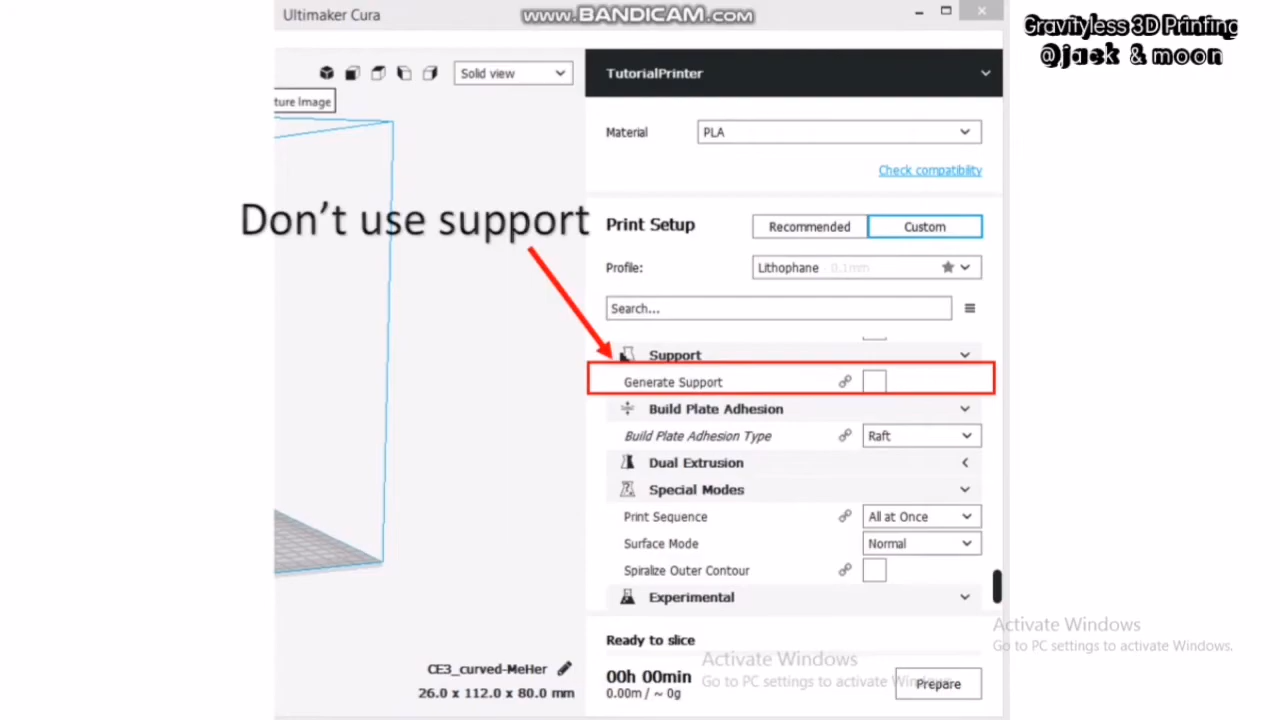 Ultimaker Cura
www.BANDICAM.com
Gravityless 3D Printing
@jack & moon
Solid view
ture Image
TutorialPrinter
Material
PLA
Check compatibility
Don't use support
Print Setup
Recommended
Custom
Profile:
Lithophane 0.1mm
Search...
Support
Generate Support
Build Plate Adhesion
Build Plate Adhesion Type
Raft
Dual Extrusion
Special Modes
Print Sequence
All at Once
Surface Mode
Normal
Spiralize Outer Contour
Experimental
Ready to slice
Activate Windows
Go to PC settings to activate Windows.
CE3_curved-MeHer
26.0 x 112.0 x 80.0 mm
00h 00min
0.00m / ~ 0g
Activate Windows
Go to PC settings to activate Windows.
Prepare